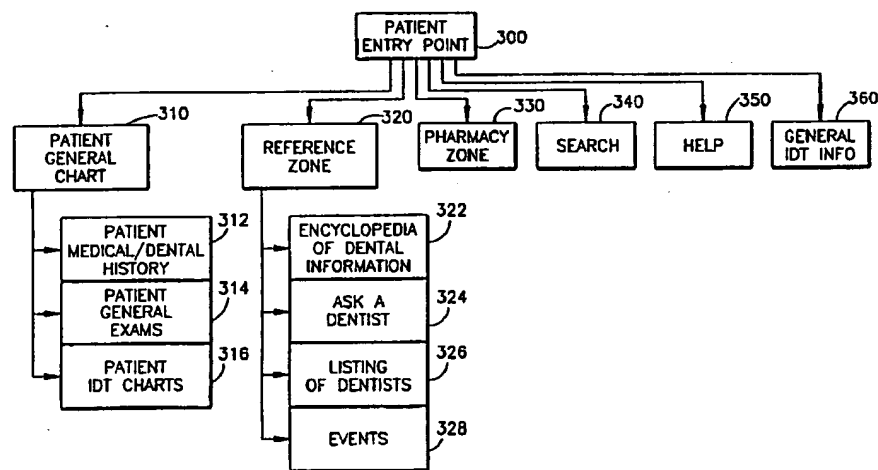 PATIENT
ENTRY POINT
300
310
320
330
340
350
360
PATIENT
GENERAL
CHART
REFERENCE
ZONE
PHARMACY
ZONE
SEARCH
HELP
GENERAL
IDT INFO
312
PATIENT
MEDICAL/DENTAL
HISTORY
314
PATIENT
GENERAL
EXAMS
316
PATIENT
IDT CHARTS
322
ENCYCLOPEDIA
OF DENTAL
INFORMATION
324
ASK A
DENTIST
326
LISTING
OF DENTISTS
EVENTS
328